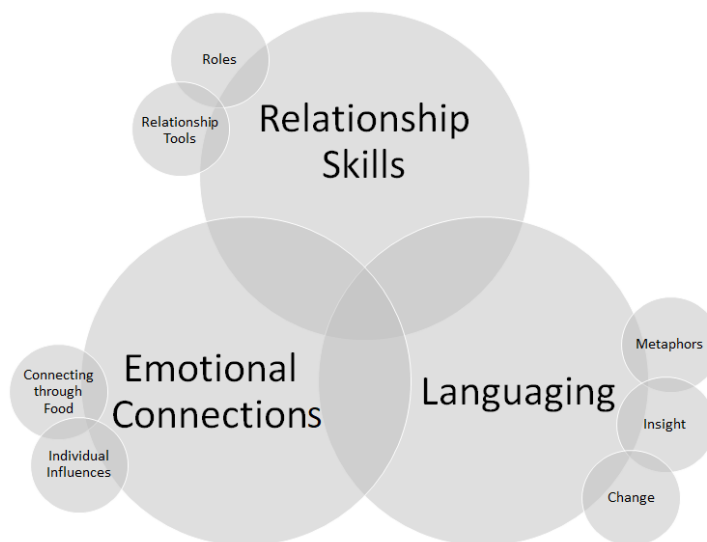 Roles
Relationship
Tools
Relationship
Skills
Connecting
through
Food
Individual
Influences
Emotional
Connections
Languaging
Metaphors
Insight
Change